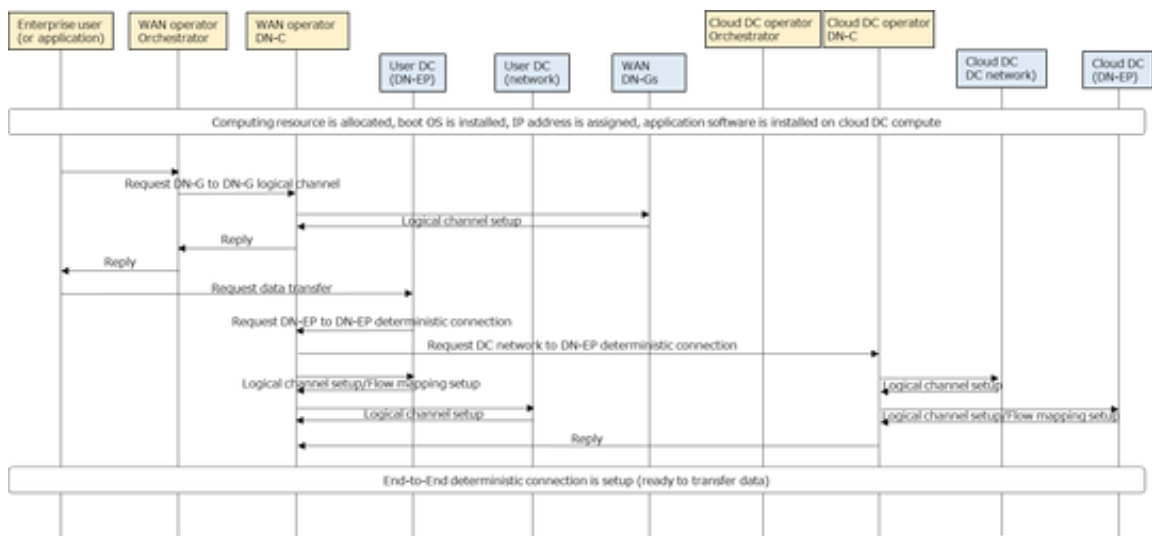 Enterprise user
(or application)
WAN operator
Orchestrator
WAN operator
DN-C
Cloud DC operator
Orchestrator
Cloud DC operator
DN-C
User DC
(DN-EP)
User DC
(network)
WAN
DN-Gs
Cloud DC
DC network)
Cloud DC
(DN-EP)
Computing resource is allocated, boot OS is installed, IP address is assigned, application software is installed on cloud DC compute
Request DN-G to DN-G logical channel
Logical channel setup
Reply
Reply
Request data transfer
Request DN-EP to DN-EP deterministic connection
Request DC network to DN-EP deterministic connection
Logical channel setup/Flow mapping setup
Logical channel setup
Logical channel setup
Logical channel setup/Flow mapping setup
Reply
End-to-End deterministic connection is setup (ready to transfer data)